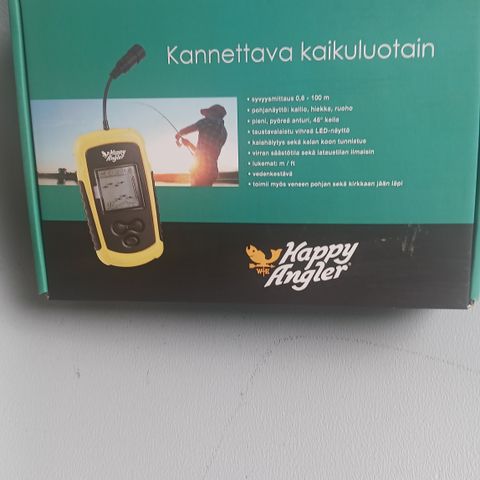 Kannettava kaikuluotain
• syvyysmittaus 0,6 - 100 m
• pohjanäyttö: kallio, hiekka, ruoho
• pieni, pyöreä anturi, 45° keila
• taustavalaistu vihreä LED-näyttö
• kalahälytys sekä kalan koon tunnistus
• virran säästötila sekä lataustilan ilmaisin
• lukemat: m / ft
• vedenkestävä
• toimii myös veneen pohjan sekä kirkkaan jään läpi
Happy
Angler
W&E
Happy
Angler®